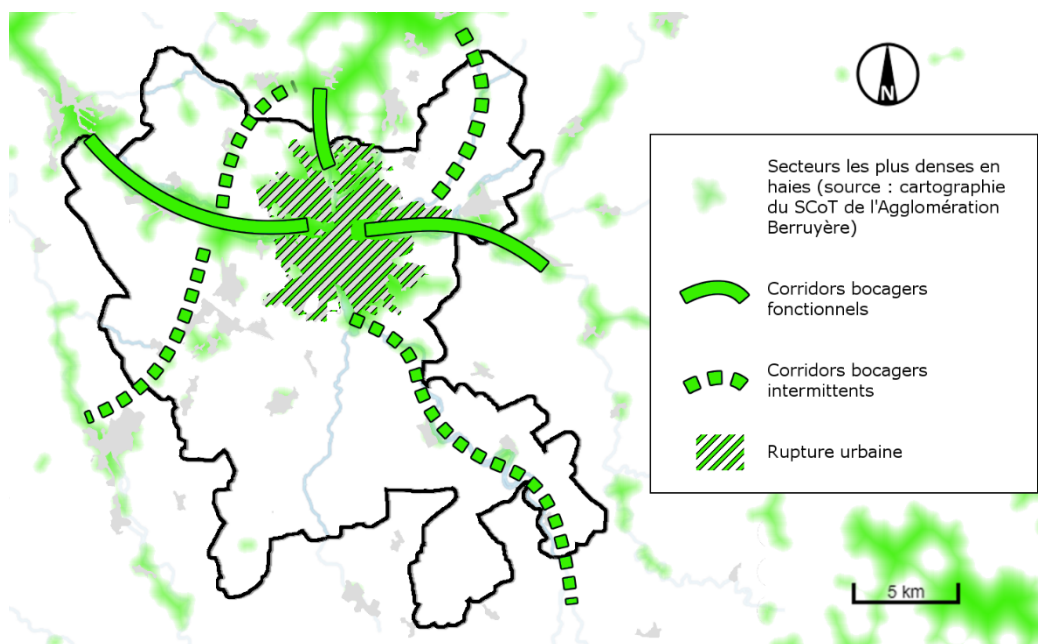 N
Secteurs les plus denses en
haies (source : cartographie
du SCoT de l'Agglomération
Berruyère)
Corridors bocagers
fonctionnels
Corridors bocagers
intermittents
Rupture urbaine
5 km